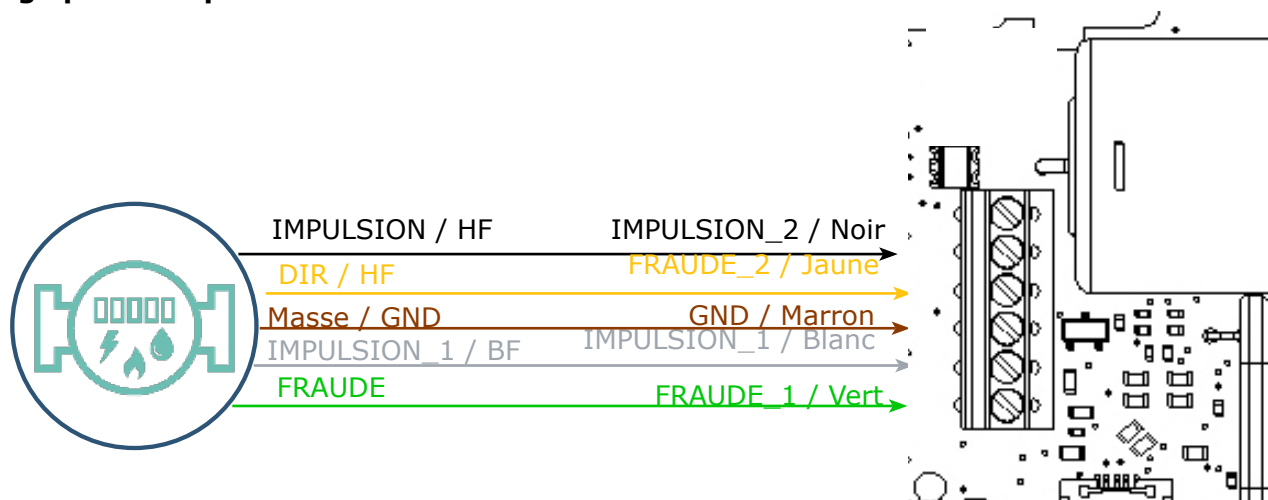 IMPULSION / HF IMPULSION_2 / Noir
DIR / HF FRAUDE_2 / Jaune
Masse / GND GND / Marron
IMPULSION_1 / BF IMPULSION_1 / Blanc
FRAUDE FRAUDE_1 / Vert